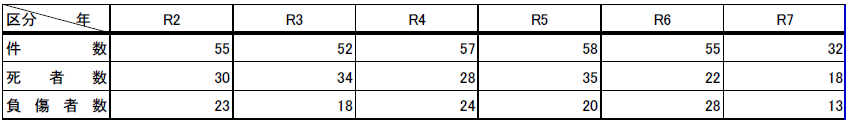 区分 年 R2 R3 R4 R5 R6 R7
件数 55 52 57 58 55 32
死者数 30 34 28 35 22 18
負傷者数 23 18 24 20 28 13